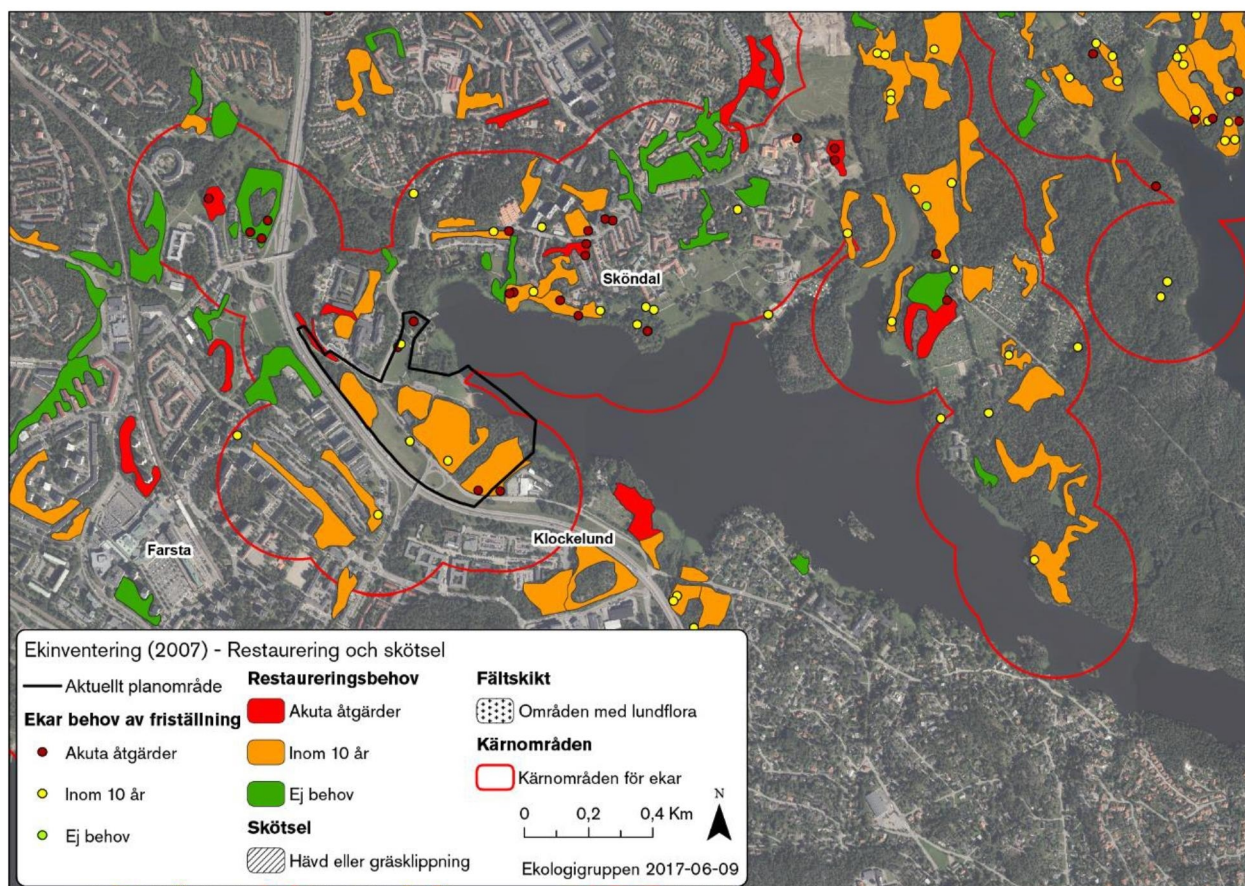 Sköndal
Klockelund
Farsta
Ekinventering (2007) - Restaurering och skötsel
Aktuellt planområde
Ekar behov av friställning
Akuta åtgärder
Inom 10 år
Ej behov
Restaureringsbehov
Akuta åtgärder
Inom 10 år
Ej behov
Skötsel
Hävd eller gräsklippning
Fältskikt
Områden med lundflora
Kärnområden
Kärnområden för ekar
N
0 0,2 0,4 Km
Ekologigruppen 2017-06-09